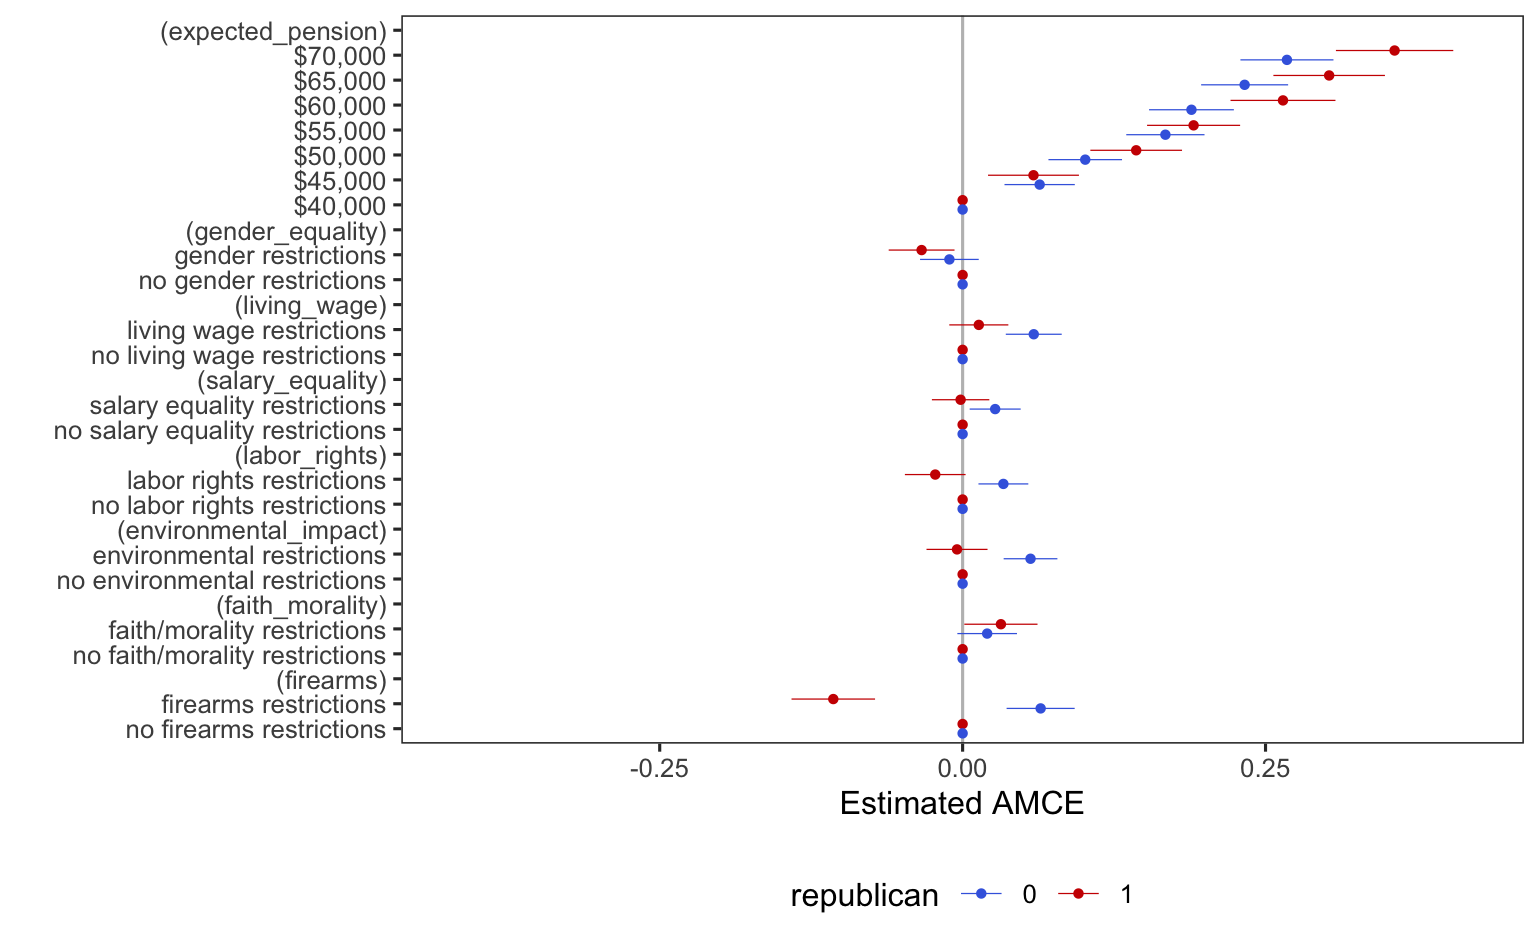 (expected_pension)
$70,000
$65,000
$60,000
$55,000
$50,000
$45,000
$40,000
(gender_equality)
gender restrictions
no gender restrictions
(living_wage)
living wage restrictions
no living wage restrictions
(salary_equality)
salary equality restrictions
no salary equality restrictions
(labor_rights)
labor rights restrictions
no labor rights restrictions
(environmental_impact)
environmental restrictions
no environmental restrictions
(faith_morality)
faith/morality restrictions
no faith/morality restrictions
(firearms)
firearms restrictions
no firearms restrictions
-0.25 0.00 0.25
Estimated AMCE
republican 0 1